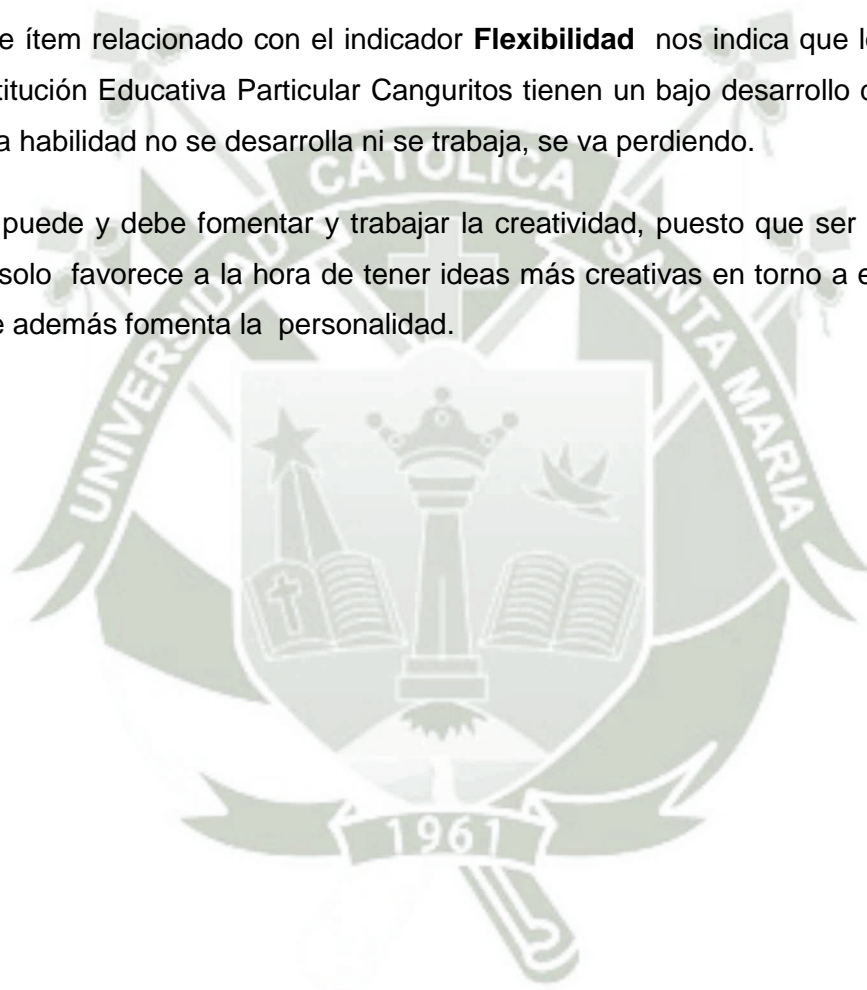 e ítem relacionado con el indicador Flexibilidad nos indica que
titución Educativa Particular Canguritos tienen un bajo desarrollo
a habilidad no se desarrolla ni se trabaja, se va perdiendo.
puede y debe fomentar y trabajar la creatividad, puesto que ser
solo favorece a la hora de tener ideas más creativas en torno a
e además fomenta la personalidad.
UNIVERSIDAD CATOLICA SANTA MARIA
1961